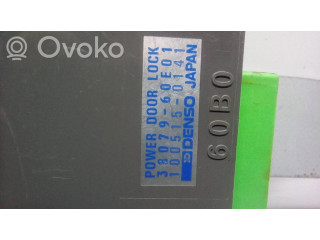 Ovoko
POWER DOOR LOCK
38079-60E01
100515-0141
DENSO JAPAN
60B0